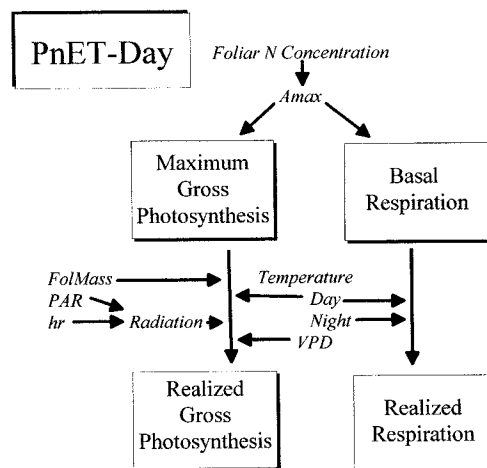 PnET-Day
Foliar N Concentration
Amax
Maximum
Gross
Photosynthesis
Basal
Respiration
FolMass
Temperature
PAR
Day
hr
Radiation
Night
VPD
Realized
Gross
Photosynthesis
Realized
Respiration